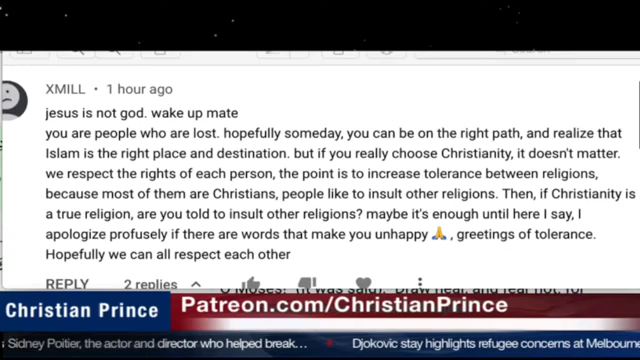 XMILL • 1 hour ago
jesus is not god. wake up mate
you are people who are lost. hopefully someday, you can be on the right path, and realize that
Islam is the right place and destination. but if you really choose Christianity, it doesn't matter.
we respect the rights of each person, the point is to increase tolerance between religions,
because most of them are Christians, people like to insult other religions. Then, if Christianity is
a true religion, are you told to insult other religions? maybe it's enough until here I say, I
apologize profusely if there are words that make you unhappy 🙏 , greetings of tolerance.
Hopefully we can all respect each other
REPLY 2 replies
O Moses! (It was said): Draw near, and fear not, for
Christian Prince
Patreon.com/ChristianPrince
s Sidney Poitier, the actor and director who helped break...
Djokovic stay highlights refugee concerns at Melbourne